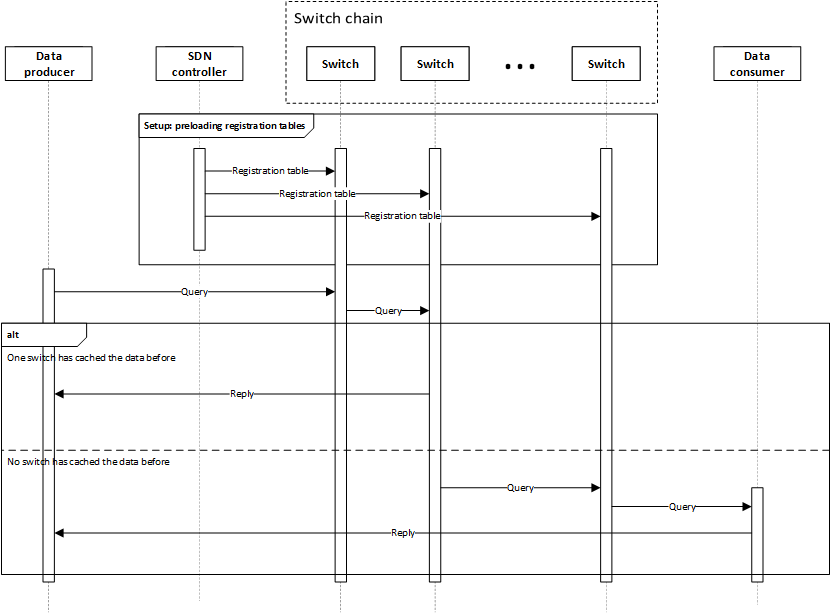 Switch chain
Data
producer
SDN
controller
Switch
Switch
...
Switch
Data
consumer
Setup: preloading registration tables
Registration table
Registration table
Registration table
Query
Query
alt
One switch has cached the data before
Reply
No switch has cached the data before
Query
Query
Reply